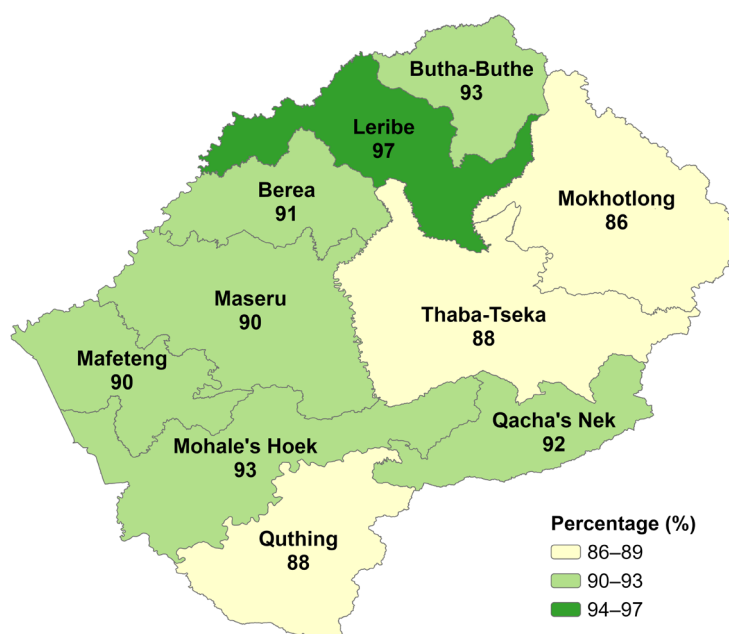 Butha-Buthe
93
Leribe
97
Berea
91
Mokhotlong
86
Maseru
90
Thaba-Tseka
88
Mafeteng
90
Qacha's Nek
92
Mohale's Hoek
93
Quthing
88
Percentage (%)
86–89
90–93
94–97